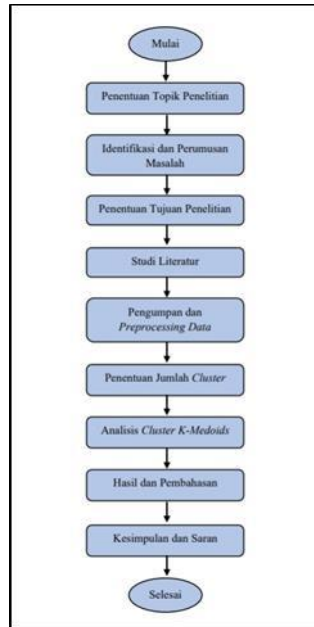 Mulai
Penentuan Topik Penelitian
Identifikasi dan Perumusan
Masalah
Penentuan Tujuan Penelitian
Studi Literatur
Pengumpan dan
Preprocessing Data
Penentuan Jumlah Cluster
Analisis Cluster K-Medoids
Hasil dan Pembahasan
Kesimpulan dan Saran
Selesai